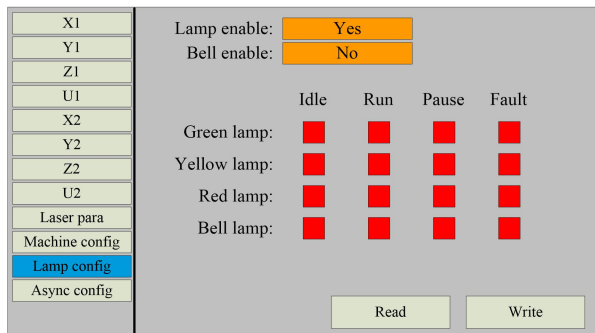 X1
Y1
Z1
U1
X2
Y2
Z2
U2
Laser para
Machine config
Lamp config
Async config
Lamp enable: Yes
Bell enable: No
Idle Run Pause Fault
Green lamp:
Yellow lamp:
Red lamp:
Bell lamp:
Read Write